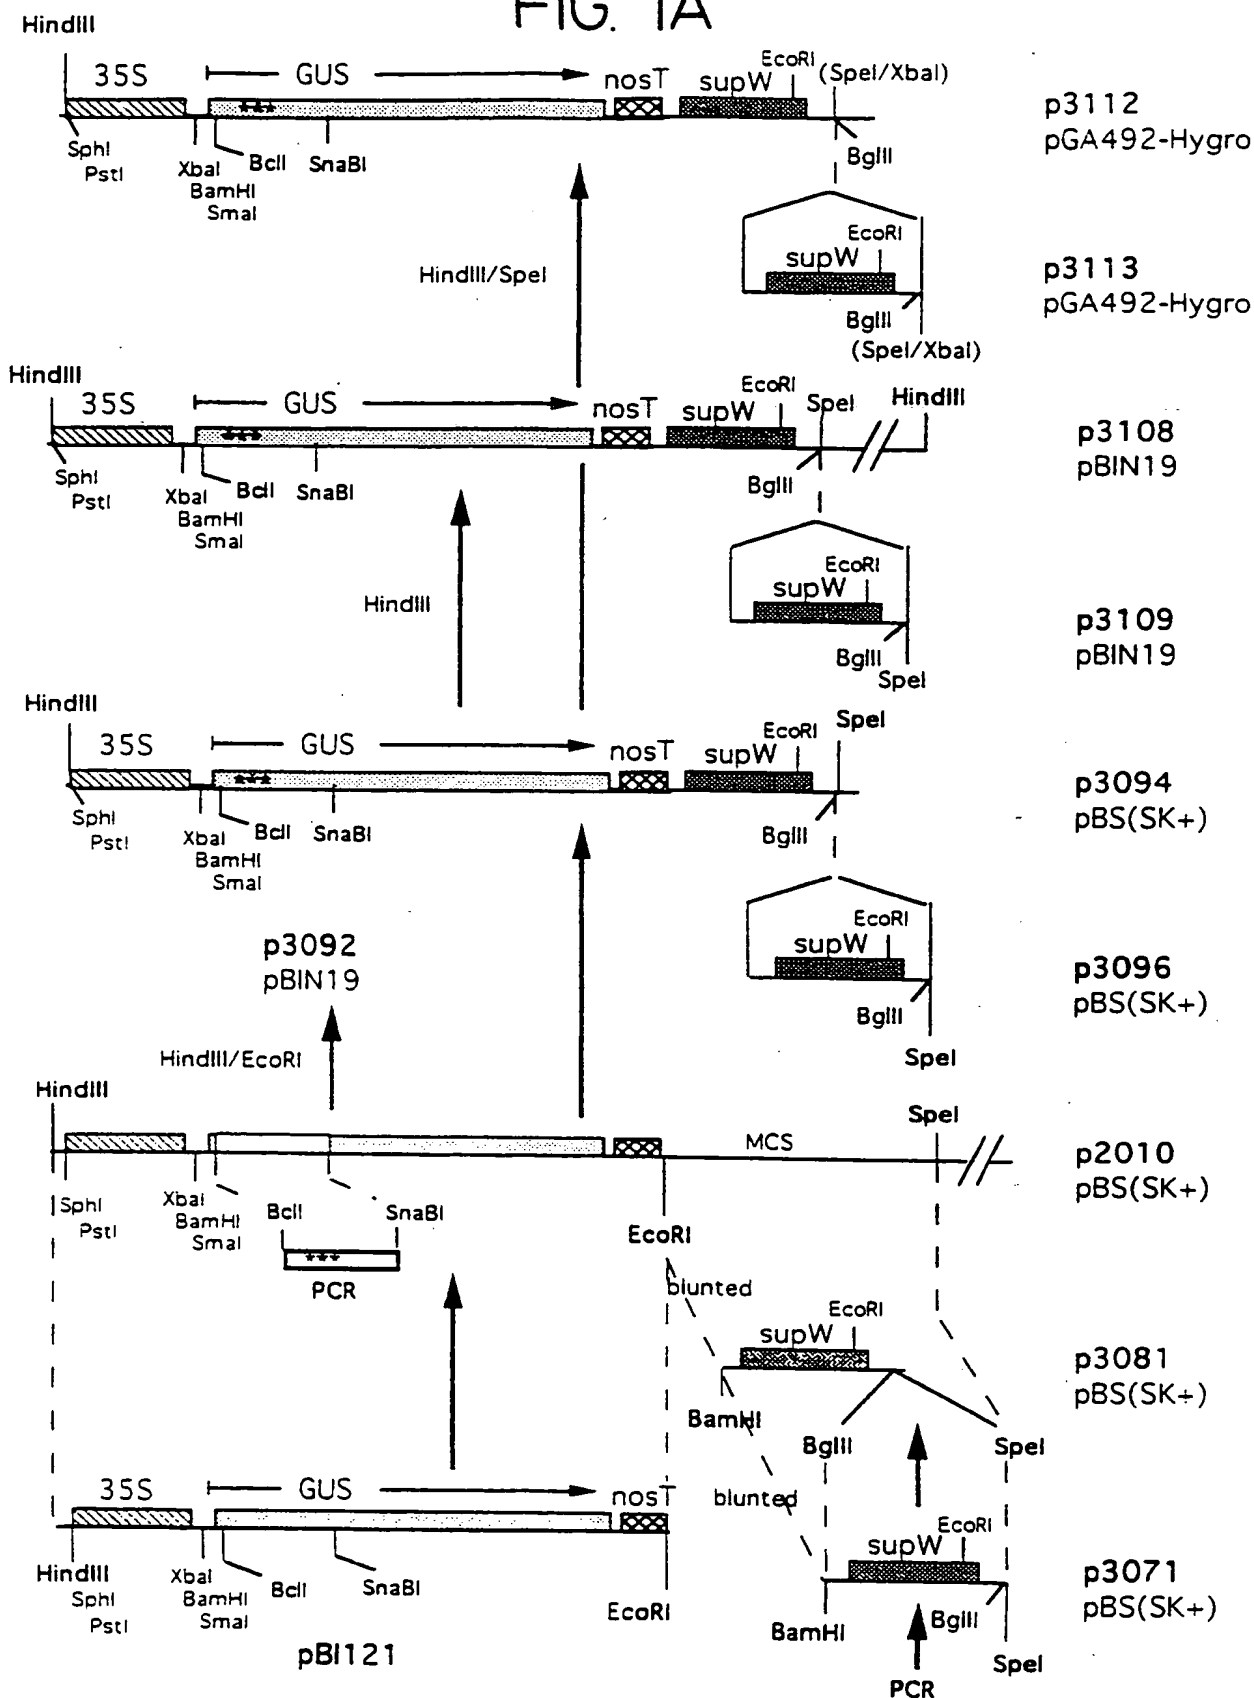 FIG. 1A
HindIII
35S
GUS
nosT
supW
EcoRI
(SpeI/XbaI)
p3112
pGA492-Hygro
SphI
PstI
XbaI
BamHI
SmaI
BclI
SnaBI
BglII
HindIII/SpeI
supW
EcoRI
BglII
(SpeI/XbaI)
p3113
pGA492-Hygro
HindIII
35S
GUS
nosT
supW
EcoRI
SpeI
HindIII
p3108
pBIN19
SphI
PstI
XbaI
BamHI
SmaI
BclI
SnaBI
BglII
HindIII
supW
EcoRI
BglII
SpeI
p3109
pBIN19
HindIII
35S
GUS
nosT
supW
EcoRI
SpeI
p3094
pBS(SK+)
SphI
PstI
XbaI
BamHI
SmaI
BclI
SnaBI
BglII
p3092
pBIN19
supW
EcoRI
BglII
SpeI
p3096
pBS(SK+)
HindIII/EcoRI
HindIII
MCS
SpeI
p2010
pBS(SK+)
SphI
PstI
XbaI
BamHI
SmaI
BclI
SnaBI
PCR
EcoRI
blunted
supW
EcoRI
BamHI
BglII
SpeI
p3081
pBS(SK+)
35S
GUS
nosT
blunted
HindIII
SphI
PstI
XbaI
BamHI
SmaI
BclI
SnaBI
EcoRI
pBI121
supW
EcoRI
BamHI
BglII
SpeI
PCR
p3071
pBS(SK+)